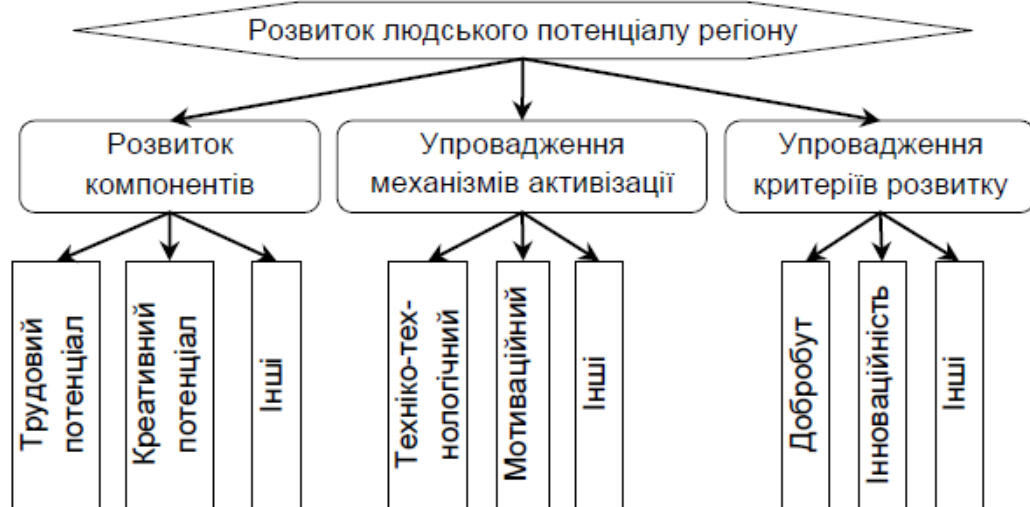 Розвиток людського потенціалу регіону
Розвиток
компонентів
Упровадження
механізмів активізації
Упровадження
критеріїв розвитку
Трудовий
потенціал
Креативний
потенціал
Інші
Техніко-тех-
нологічний
Мотиваційний
Інші
Добробут
Інноваційність
Інші